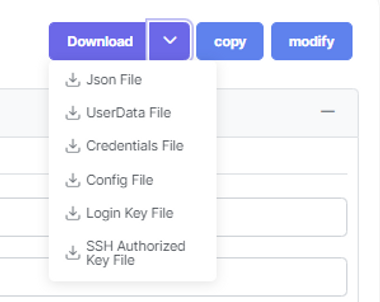 Download
copy
modify
Json File
UserData File
Credentials File
Config File
Login Key File
SSH Authorized
Key File